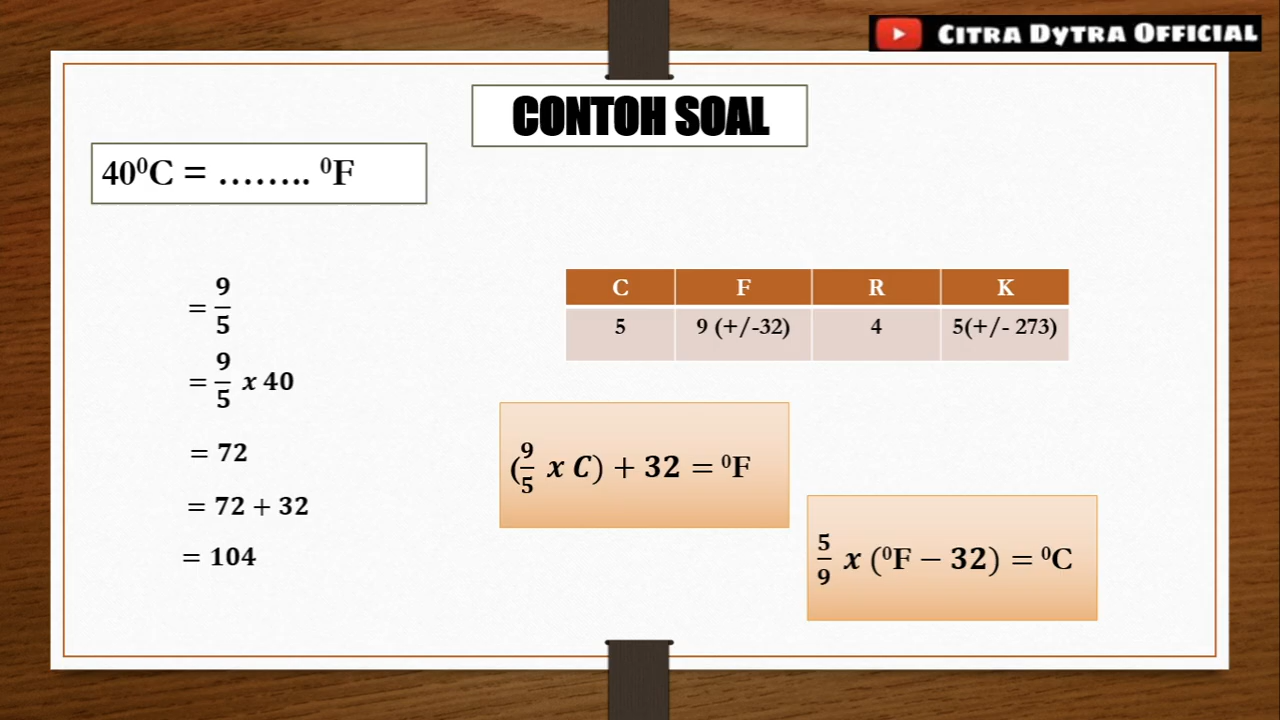 CITRA DYTRA OFFICIAL
CONTOH SOAL
40⁰C = …….. ⁰F
= 9/5
= 9/5 x 40
= 72
= 72 + 32
= 104
C F R K
5 9 (+/-32) 4 5(+/- 273)
(9/5 x C) + 32 = ⁰F
5/9 x (⁰F − 32) = ⁰C